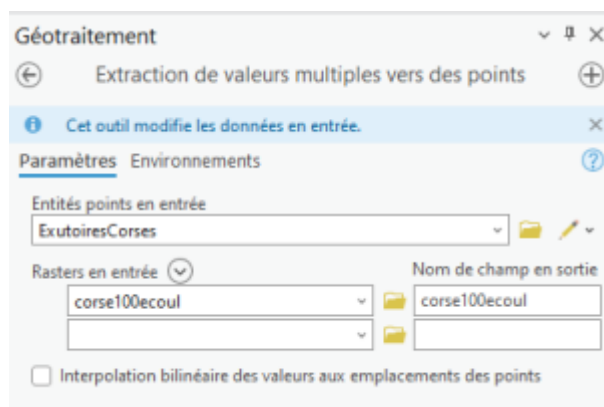 Géotraitement
Extraction de valeurs multiples vers des points
Cet outil modifie les données en entrée.
Paramètres Environnements
Entités points en entrée
ExutoiresCorses
Rasters en entrée Nom de champ en sortie
corse100ecoul corse100ecoul
Interpolation bilinéaire des valeurs aux emplacements des points